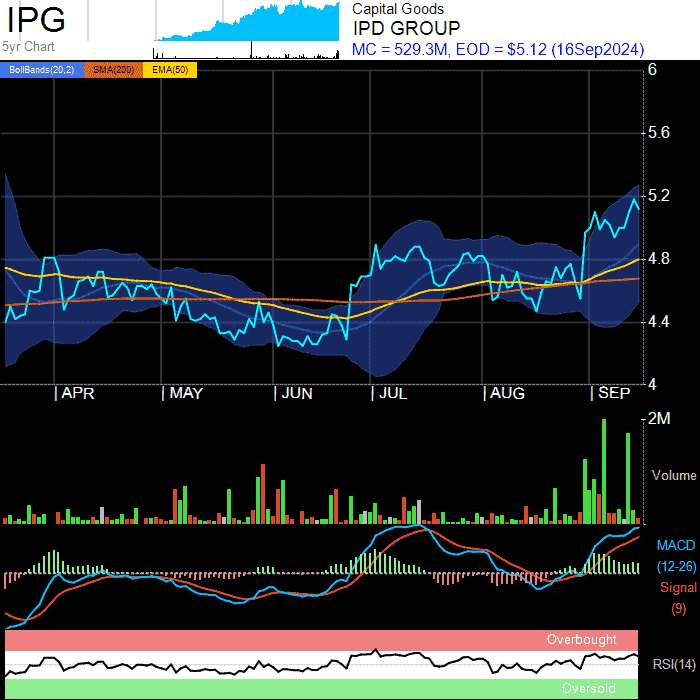 IPG
5yr Chart
Capital Goods
IPD GROUP
MC = 529.3M, EOD = $5.12 (16Sep2024)
BollBands(20,2) SMA(200) EMA(50)
6
5.6
5.2
4.8
4.4
4
APR MAY JUN JUL AUG SEP
2M
Volume
MACD
(12-26)
Signal
(9)
Overbought
RSI(14)
Oversold